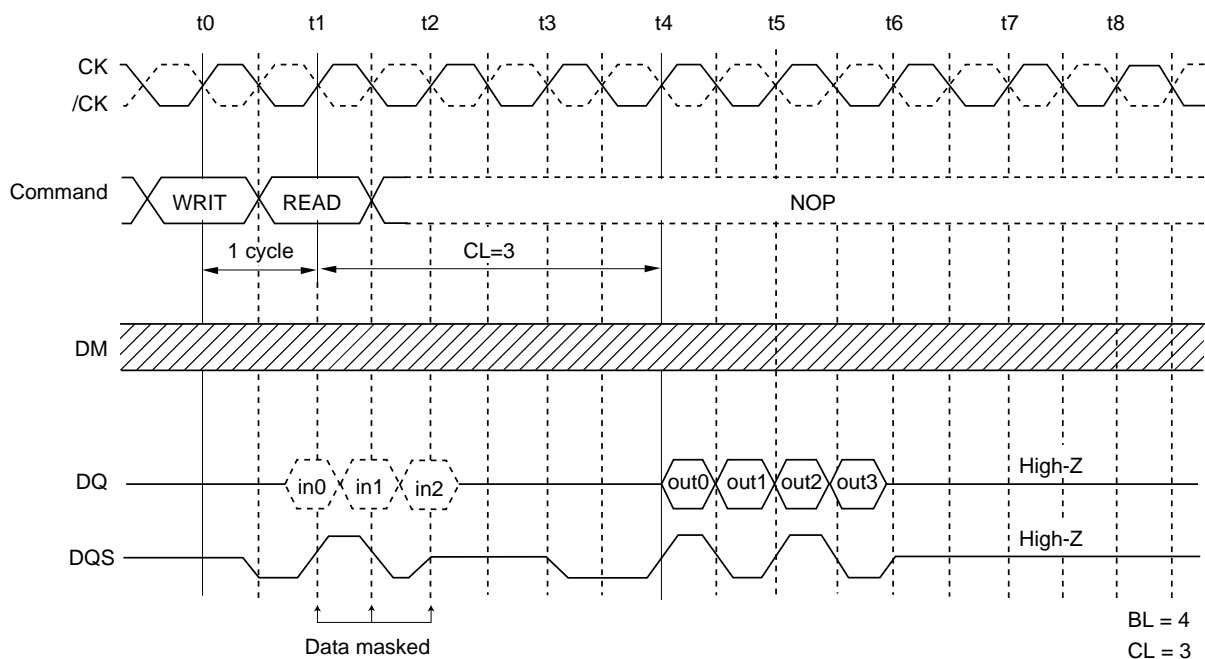 t0 t1 t2 t3 t4 t5 t6 t7 t8
CK
/CK
Command WRIT READ NOP
1 cycle CL=3
DM
DQ in0 in1 in2 out0 out1 out2 out3 High-Z
DQS High-Z
Data masked
BL = 4
CL = 3